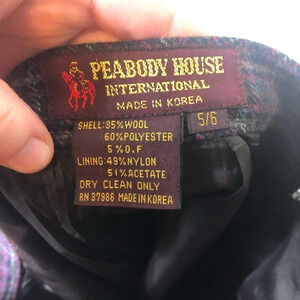 PEABODY HOUSE
INTERNATIONAL
MADE IN KOREA
5/6
SHELL:35%WOOL
60%POLYESTER
5%O.F
LINING:49%NYLON
51%ACETATE
DRY CLEAN ONLY
RN 37986 MADE IN KOREA